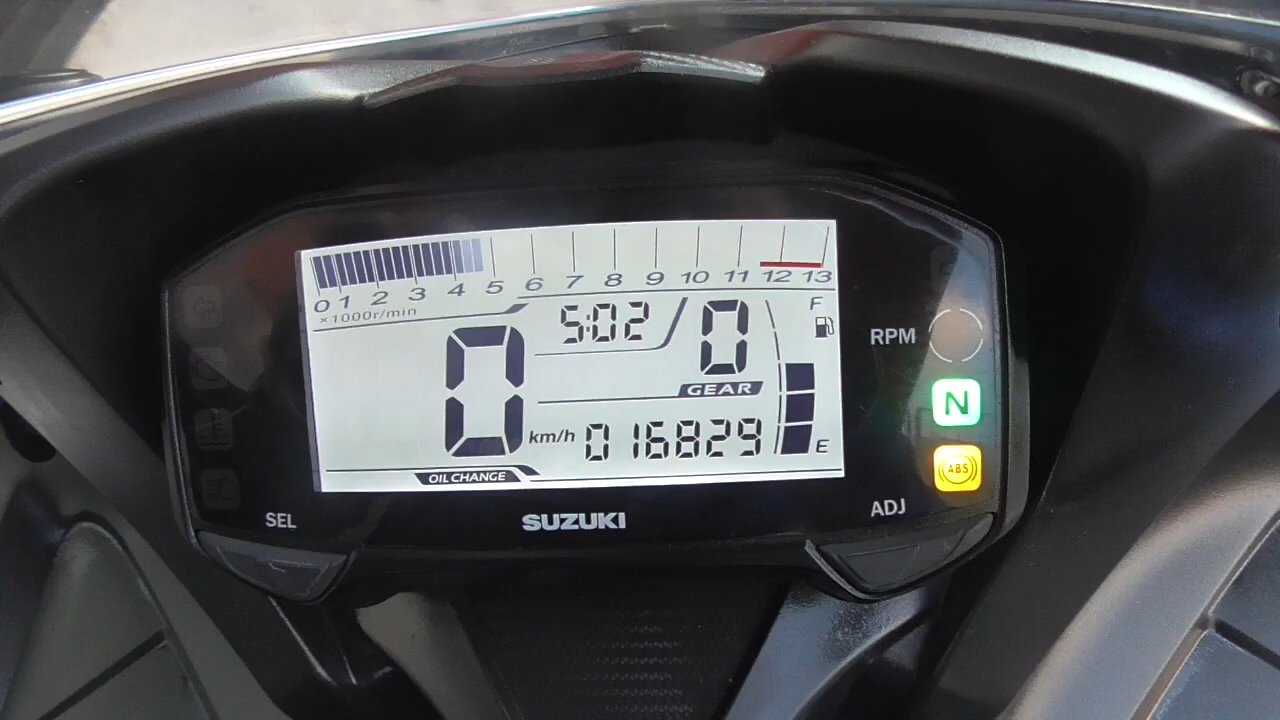 0 1 2 3 4 5 6 7 8 9 10 11 12 13
×1000r/min
5:02
0
GEAR
F
0
km/h
016829
E
OIL CHANGE
RPM
N
ABS
SEL
SUZUKI
ADJ